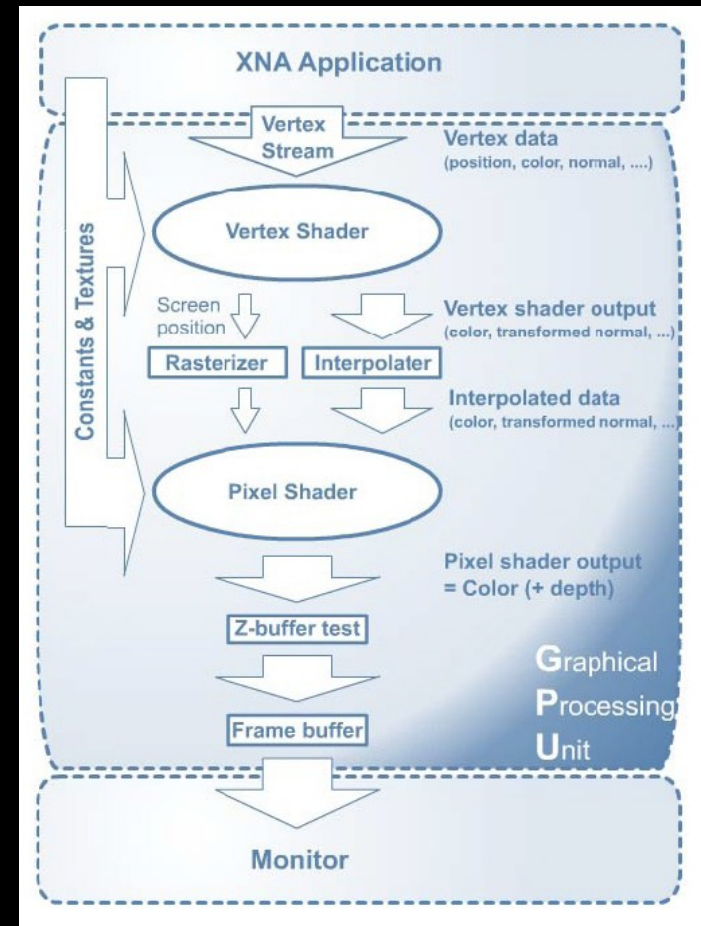 XNA Application
Vertex
Stream
Vertex data
(position, color, normal, ....)
Constants & Textures
Vertex Shader
Screen
position
Vertex shader output
(color, transformed normal, ...)
Rasterizer
Interpolater
Interpolated data
(color, transformed normal, ...
Pixel Shader
Pixel shader output
= Color (+ depth)
Z-buffer test
Graphical
Processing
Unit
Frame buffer
Monitor